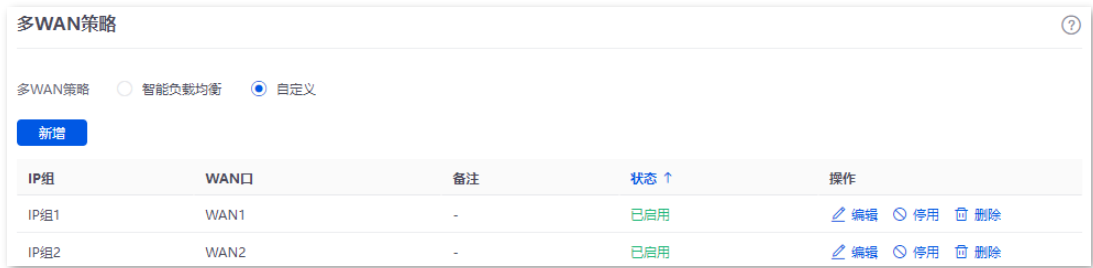 多WAN策略
多WAN策略 智能负载均衡 自定义
新增
IP组 WAN口 备注 状态 ↑ 操作
IP组1 WAN1 - 已启用 编辑 停用 删除
IP组2 WAN2 - 已启用 编辑 停用 删除